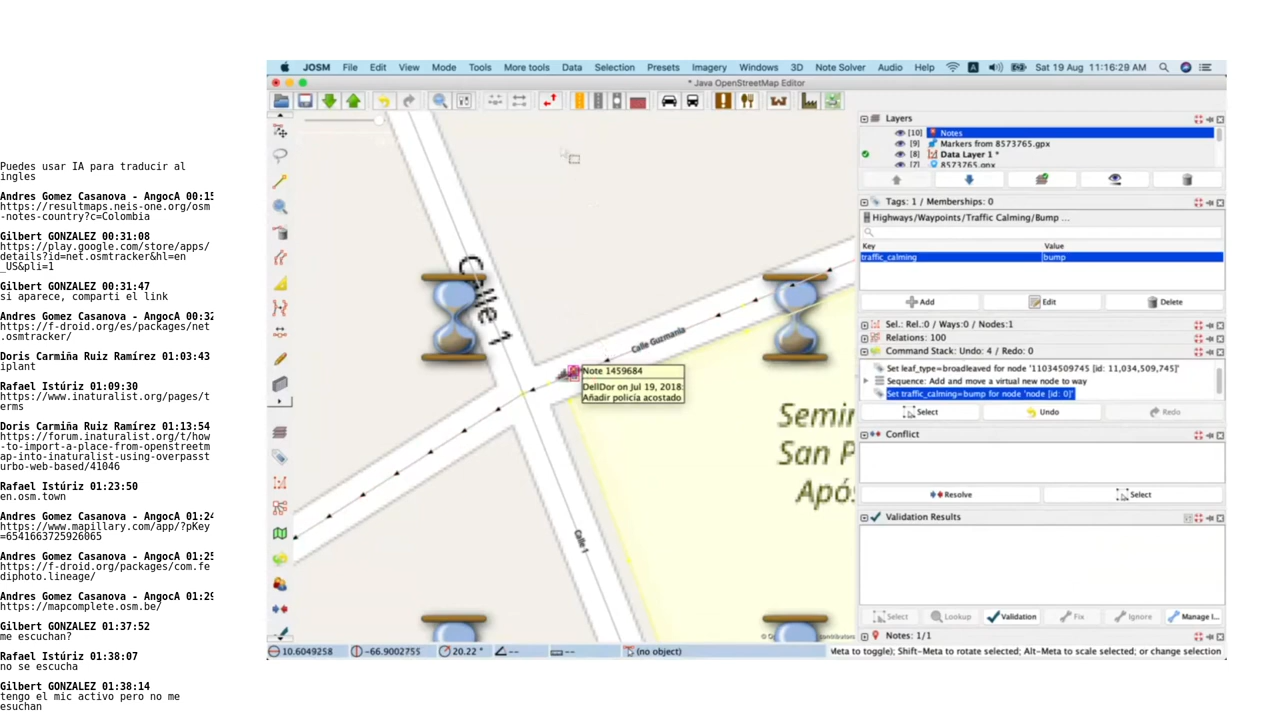 Puedes usar IA para traducir al
ingles
Andres Gomez Casanova - AngocA 00:15
https://resultmaps.neis-one.org/osm
-notes-country?c=Colombia
Gilbert GONZALEZ 00:31:08
https://play.google.com/store/apps/
details?id=net.osmtracker&hl=en
_US&pli=1
Gilbert GONZALEZ 00:31:47
si aparece, comparti el link
Andres Gomez Casanova - AngocA 00:32
https://f-droid.org/es/packages/net
.osmtracker/
Doris Carmiña Ruiz Ramírez 01:03:43
iplant
Rafael Istúriz 01:09:30
https://www.inaturalist.org/pages/t
erms
Doris Carmiña Ruiz Ramírez 01:13:54
https://forum.inaturalist.org/t/how
-to-import-a-place-from-openstreetm
ap-into-inaturalist-using-overpasst
urbo-web-based/41046
Rafael Istúriz 01:23:50
en.osm.town
Andres Gomez Casanova - AngocA 01:24
https://www.mapillary.com/app/?pKey
=6541663725926065
Andres Gomez Casanova - AngocA 01:25
https://f-droid.org/packages/com.fe
diphoto.lineage/
Andres Gomez Casanova - AngocA 01:29
https://mapcomplete.osm.be/
Gilbert GONZALEZ 01:37:52
me escuchan?
Rafael Istúriz 01:38:07
no se escucha
Gilbert GONZALEZ 01:38:14
tengo el mic activo pero no me
esuchan
JOSM File Edit View Mode Tools More tools Data Selection Presets Imagery Windows 3D Note Solver Audio Help Sat 19 Aug 11:16:29 AM
* Java OpenStreetMap Editor
Calle 1
Calle Guzmania
Note 1459684
DellDor on Jul 19, 2018:
Añadir policía acostado
Semin
San P
Após
Calle 1
Layers
[10] Notes
[9] Markers from 8573765.gpx
[8] Data Layer 1 *
[7] 8573765.gpx
Tags: 1 / Memberships: 0
Highways/Waypoints/Traffic Calming/Bump ...
Key Value
traffic_calming bump
Add Edit Delete
Sel.: Rel.:0 / Ways:0 / Nodes:1
Relations: 100
Command Stack: Undo: 4 / Redo: 0
Set leaf_type=broadleaved for node '11034509745 [id: 11,034,509,745]'
Sequence: Add and move a virtual new node to way
Set traffic_calming=bump for node 'node [id: 0]'
Select Undo Redo
Conflict
Resolve Select
Validation Results
Select Lookup Validation Fix Ignore Manage I...
Notes: 1/1
10.6049258 -66.9002755 20.22 ° -- -- (no object) Meta to toggle); Shift-Meta to rotate selected; Alt-Meta to scale selected; or change selection